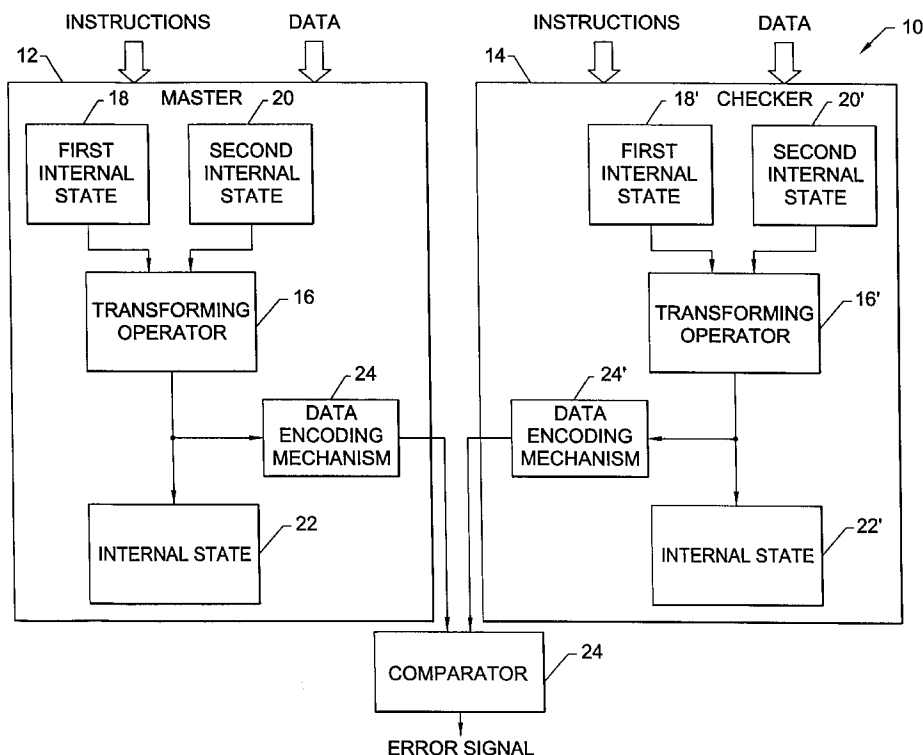 INSTRUCTIONS DATA INSTRUCTIONS DATA 10
12 14
MASTER CHECKER
18 20 18' 20'
FIRST INTERNAL STATE
SECOND INTERNAL STATE
FIRST INTERNAL STATE
SECOND INTERNAL STATE
TRANSFORMING OPERATOR
16
TRANSFORMING OPERATOR
16'
24
DATA ENCODING MECHANISM
24'
DATA ENCODING MECHANISM
INTERNAL STATE
22
INTERNAL STATE
22'
COMPARATOR
24
ERROR SIGNAL